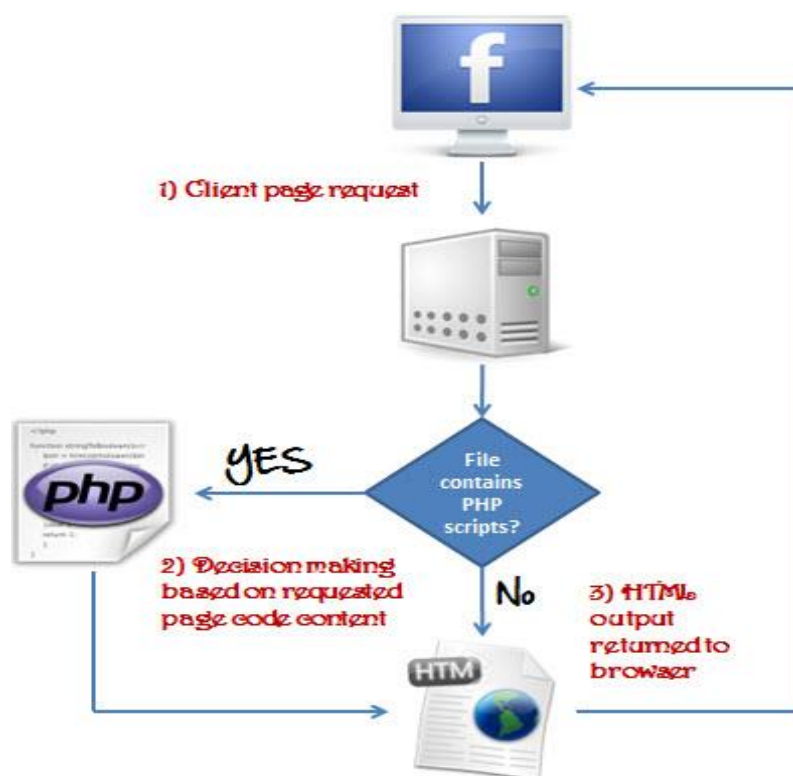 f
1) Client page request
File
contains
PHP
scripts?
YES
<?php
php
2) Decision making
based on requested
page code content
No
3) HTML
output
returned to
browser
HTM